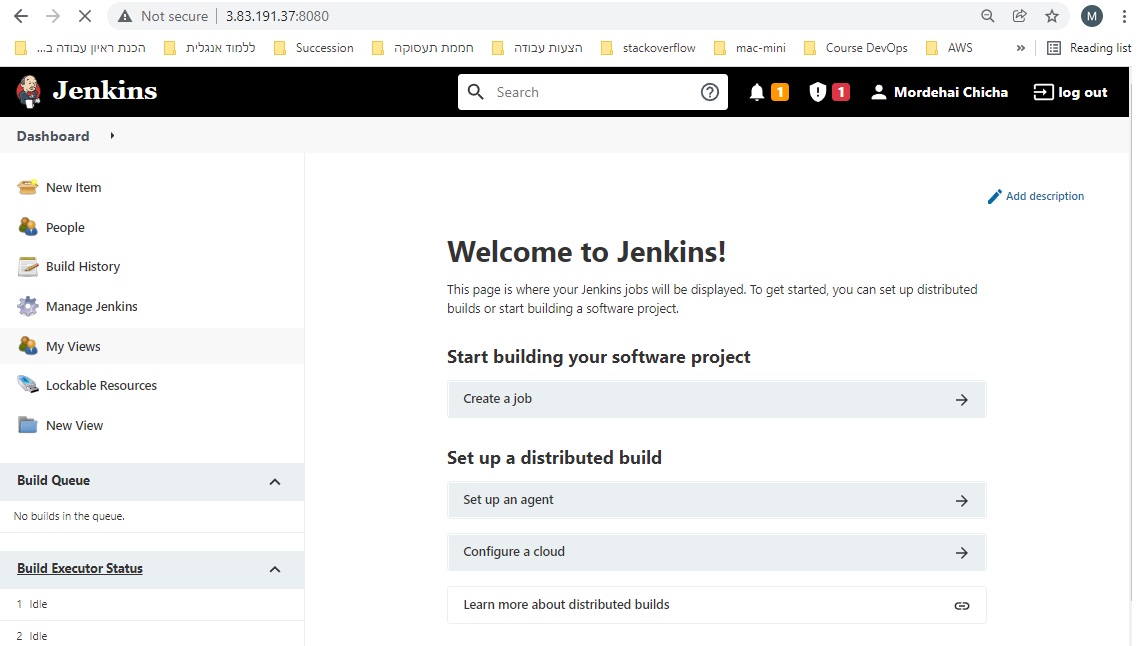 Not secure | 3.83.191.37:8080 M
הכנת ראיון עבודה ב... ללמוד אנגלית Succession חממת תעסוקה הצעות עבודה stackoverflow mac-mini Course DevOps AWS » Reading list
Jenkins Search 1 1 Mordehai Chicha log out
Dashboard
New Item
People
Build History
Manage Jenkins
My Views
Lockable Resources
New View
Build Queue
No builds in the queue.
Build Executor Status
1 Idle
2 Idle
Add description
Welcome to Jenkins!
This page is where your Jenkins jobs will be displayed. To get started, you can set up distributed
builds or start building a software project.
Start building your software project
Create a job
Set up a distributed build
Set up an agent
Configure a cloud
Learn more about distributed builds